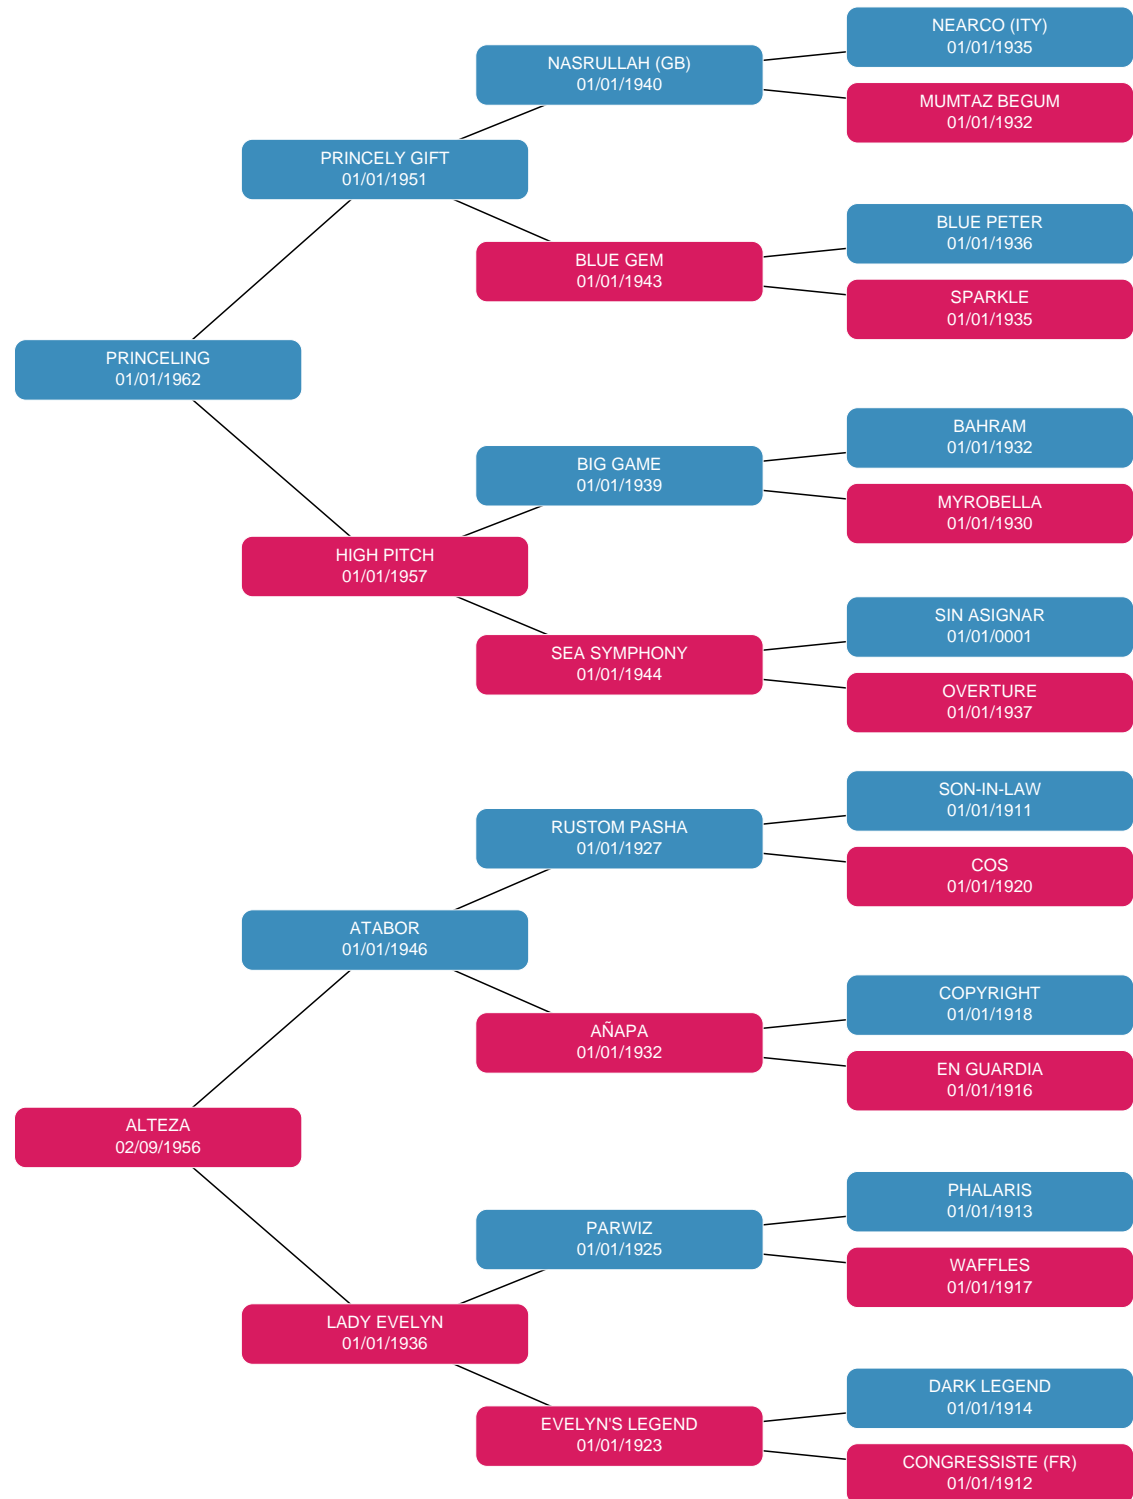 NEARCO (ITY)
01/01/1935
NASRULLAH (GB)
01/01/1940
MUMTAZ BEGUM
01/01/1932
PRINCELY GIFT
01/01/1951
BLUE PETER
01/01/1936
BLUE GEM
01/01/1943
SPARKLE
01/01/1935
PRINCELING
01/01/1962
BAHRAM
01/01/1932
BIG GAME
01/01/1939
MYROBELLA
01/01/1930
HIGH PITCH
01/01/1957
SIN ASIGNAR
01/01/0001
SEA SYMPHONY
01/01/1944
OVERTURE
01/01/1937
SON-IN-LAW
01/01/1911
RUSTOM PASHA
01/01/1927
COS
01/01/1920
ATABOR
01/01/1946
COPYRIGHT
01/01/1918
AÑAPA
01/01/1932
EN GUARDIA
01/01/1916
ALTEZA
02/09/1956
PHALARIS
01/01/1913
PARWIZ
01/01/1925
WAFFLES
01/01/1917
LADY EVELYN
01/01/1936
DARK LEGEND
01/01/1914
EVELYN'S LEGEND
01/01/1923
CONGRESSISTE (FR)
01/01/1912